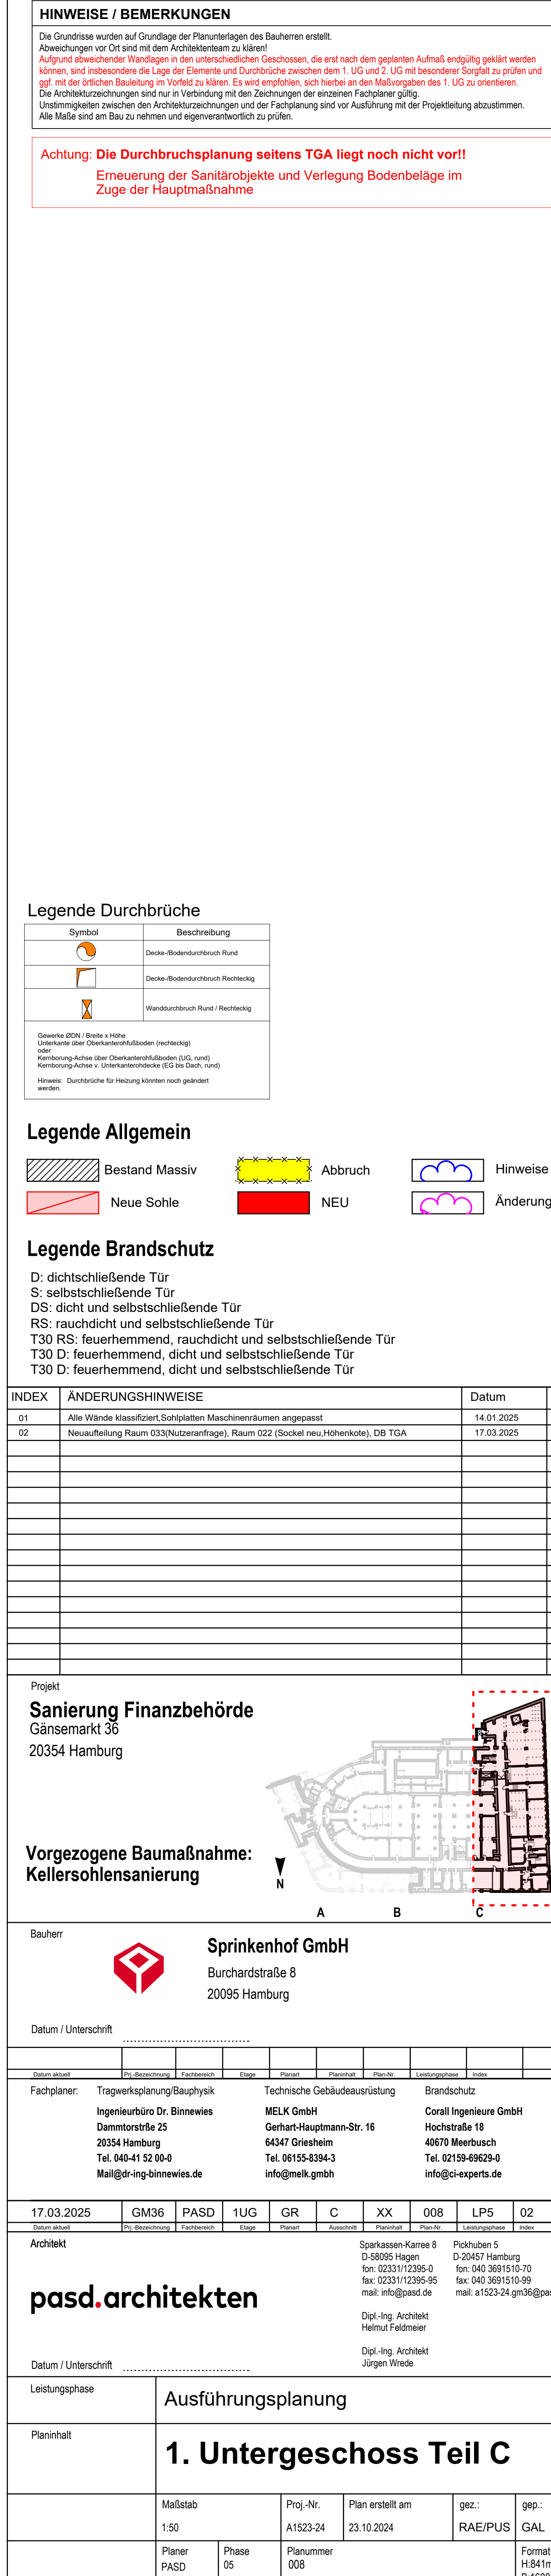 HINWEISE / BEMERKUNGEN
Die Grundrisse wurden auf Grundlage der Planunterlagen des Bauherren erstellt.
Abweichungen vor Ort sind mit dem Architektenteam zu klären!
Aufgrund abweichender Wandlagen in den unterschiedlichen Geschossen, die erst nach dem geplanten Aufmaß endgültig geklärt werden
können, sind insbesondere die Lage der Elemente und Durchbrüche zwischen dem 1. UG und 2. UG mit besonderer Sorgfalt zu prüfen und
ggf. mit der örtlichen Bauleitung im Vorfeld zu klären. Es wird empfohlen, sich hierbei an den Maßvorgaben des 1. UG zu orientieren.
Die Architekturzeichnungen sind nur in Verbindung mit den Zeichnungen der einzeinen Fachplaner gültig.
Unstimmigkeiten zwischen den Architekturzeichnungen und der Fachplanung sind vor Ausführung mit der Projektleitung abzustimmen.
Alle Maße sind am Bau zu nehmen und eigenverantwortlich zu prüfen.
Achtung: Die Durchbruchsplanung seitens TGA liegt noch nicht vor!!
Erneuerung der Sanitärobjekte und Verlegung Bodenbeläge im
Zuge der Hauptmaßnahme
Legende Durchbrüche
Symbol Beschreibung
Decke-/Bodendurchbruch Rund
Decke-/Bodendurchbruch Rechteckig
Wanddurchbruch Rund / Rechteckig
Gewerke ØDN / Breite x Höhe
Unterkante über Oberkanterohfußboden (rechteckig)
oder
Kernborung-Achse über Oberkanterohfußboden (UG, rund)
Kernborung-Achse v. Unterkanterohdecke (EG bis Dach, rund)
Hinweis: Durchbrüche für Heizung könnten noch geändert
werden.
Legende Allgemein
Bestand Massiv Abbruch Hinweise
Neue Sohle NEU Änderung
Legende Brandschutz
D: dichtschließende Tür
S: selbstschließende Tür
DS: dicht und selbstschließende Tür
RS: rauchdicht und selbstschließende Tür
T30 RS: feuerhemmend, rauchdicht und selbstschließende Tür
T30 D: feuerhemmend, dicht und selbstschließende Tür
T30 D: feuerhemmend, dicht und selbstschließende Tür
INDEX ÄNDERUNGSHINWEISE Datum
01 Alle Wände klassifiziert,Sohlplatten Maschinenräumen angepasst 14.01.2025
02 Neuaufteilung Raum 033(Nutzeranfrage), Raum 022 (Sockel neu,Höhenkote), DB TGA 17.03.2025
Projekt
Sanierung Finanzbehörde
Gänsemarkt 36
20354 Hamburg
Vorgezogene Baumaßnahme:
Kellersohlensanierung
N
A B C
Bauherr
Sprinkenhof GmbH
Burchardstraße 8
20095 Hamburg
Datum / Unterschrift
Datum aktuell Prj.-Bezeichnung Fachbereich Etage Planart Planinhalt Plan-Nr. Leistungsphase Index
Fachplaner: Tragwerksplanung/Bauphysik Technische Gebäudeausrüstung Brandschutz
Ingenieurbüro Dr. Binnewies MELK GmbH Corall Ingenieure GmbH
Dammtorstrße 25 Gerhart-Hauptmann-Str. 16 Hochstraße 18
20354 Hamburg 64347 Griesheim 40670 Meerbusch
Tel. 040-41 52 00-0 Tel. 06155-8394-3 Tel. 02159-69629-0
Mail@dr-ing-binnewies.de info@melk.gmbh info@ci-experts.de
17.03.2025 GM36 PASD 1UG GR C XX 008 LP5 02
Datum aktuell Prj.-Bezeichnung Fachbereich Etage Planart Ausschnitt Planinhalt Plan-Nr. Leistungsphase Index
Architekt
Sparkassen-Karree 8 Pickhuben 5
D-58095 Hagen D-20457 Hamburg
fon: 02331/12395-0 fon: 040 3691510-70
fax: 02331/12395-95 fax: 040 3691510-99
mail: info@pasd.de mail: a1523-24.gm36@pas
pasd.architekten
Dipl.-Ing. Architekt
Helmut Feldmeier
Dipl.-Ing. Architekt
Jürgen Wrede
Datum / Unterschrift
Leistungsphase Ausführungsplanung
Planinhalt
1. Untergeschoss Teil C
Maßstab Proj.-Nr. Plan erstellt am gez.: gep.:
1:50 A1523-24 23.10.2024 RAE/PUS GAL
Planer Phase Planummer Format
PASD 05 008 H:841m